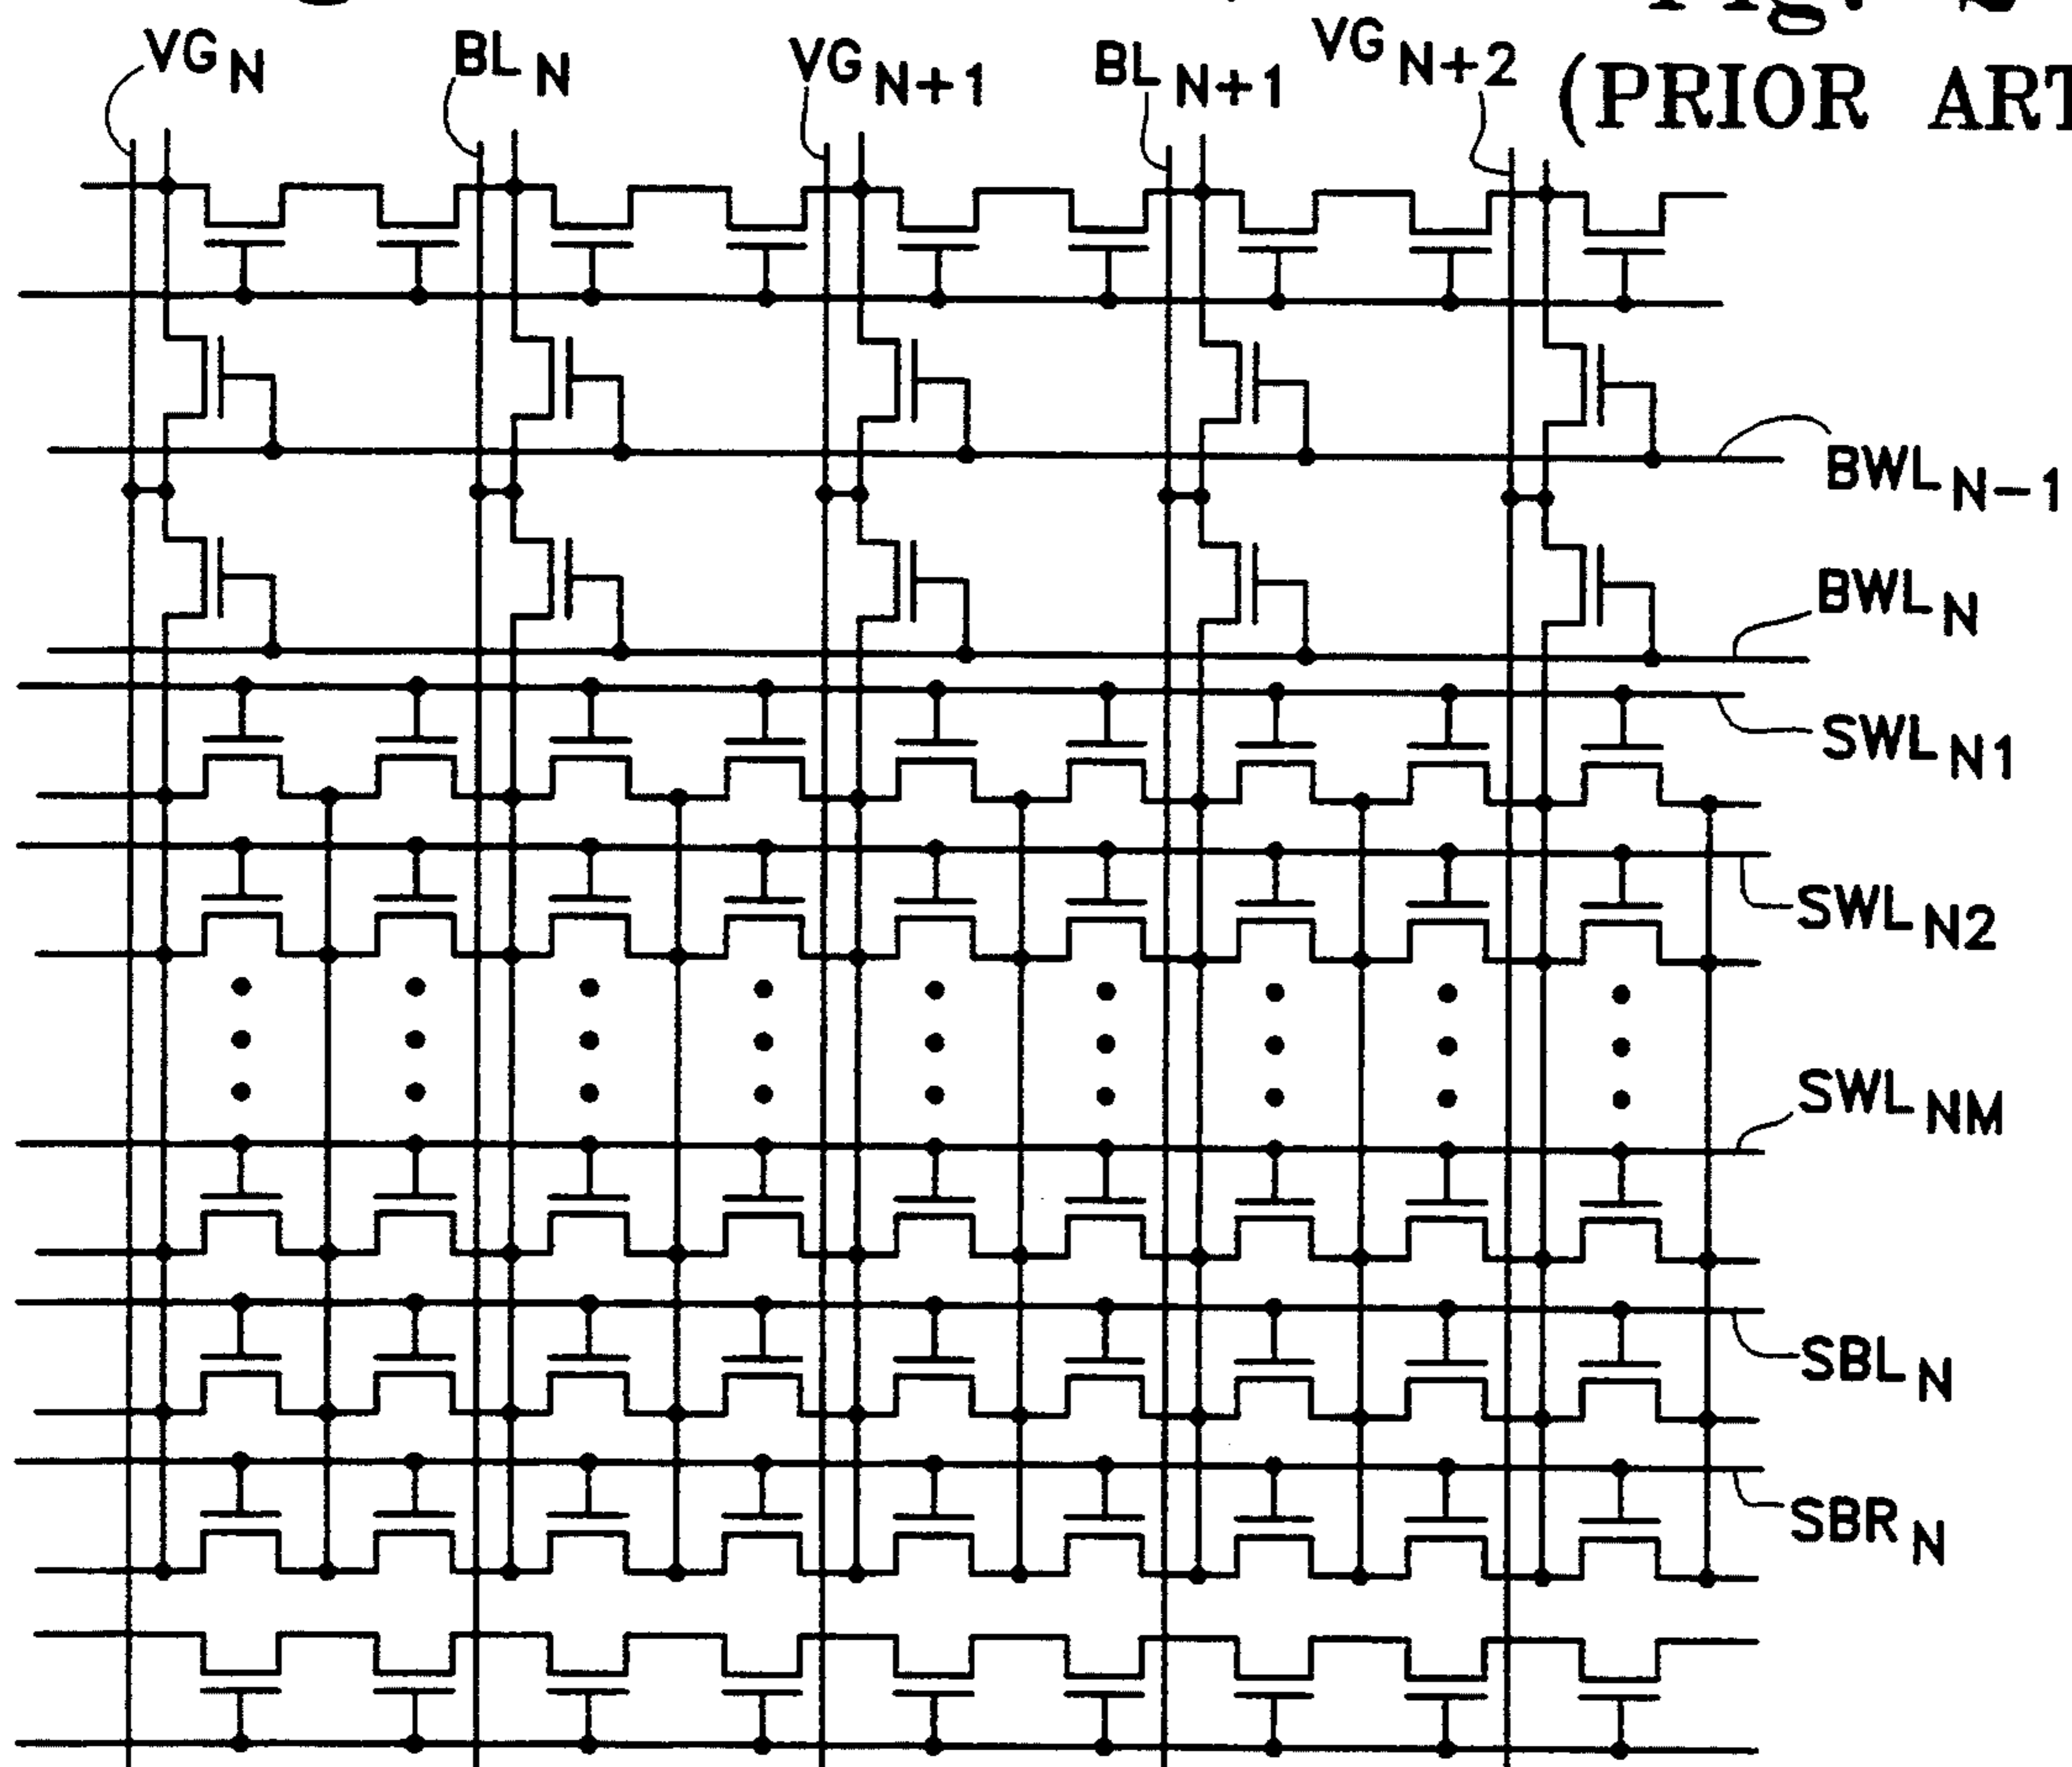 VG N BL N VG N+1 BL N+1 VG N+2
(PRIOR ART
BWL N-1
BWL N
SWL N1
SWL N2
SWL NM
SBL N
SBR N